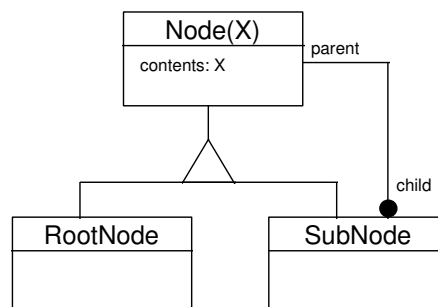 Node(X)
contents: X
parent
child
RootNode
SubNode